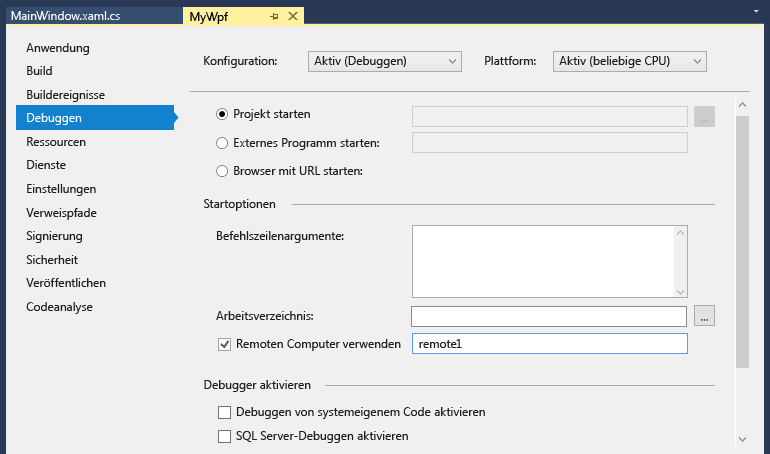 MainWindow.xaml.cs
MyWpf
Anwendung
Build
Buildereignisse
Debuggen
Ressourcen
Dienste
Einstellungen
Verweispfade
Signierung
Sicherheit
Veröffentlichen
Codeanalyse
Konfiguration: Aktiv (Debuggen) Plattform: Aktiv (beliebige CPU)
Projekt starten ...
Externes Programm starten:
Browser mit URL starten:
Startoptionen
Befehlszeilenargumente:
Arbeitsverzeichnis: ...
Remoten Computer verwenden remote1
Debugger aktivieren
Debuggen von systemeigenem Code aktivieren
SQL Server-Debuggen aktivieren